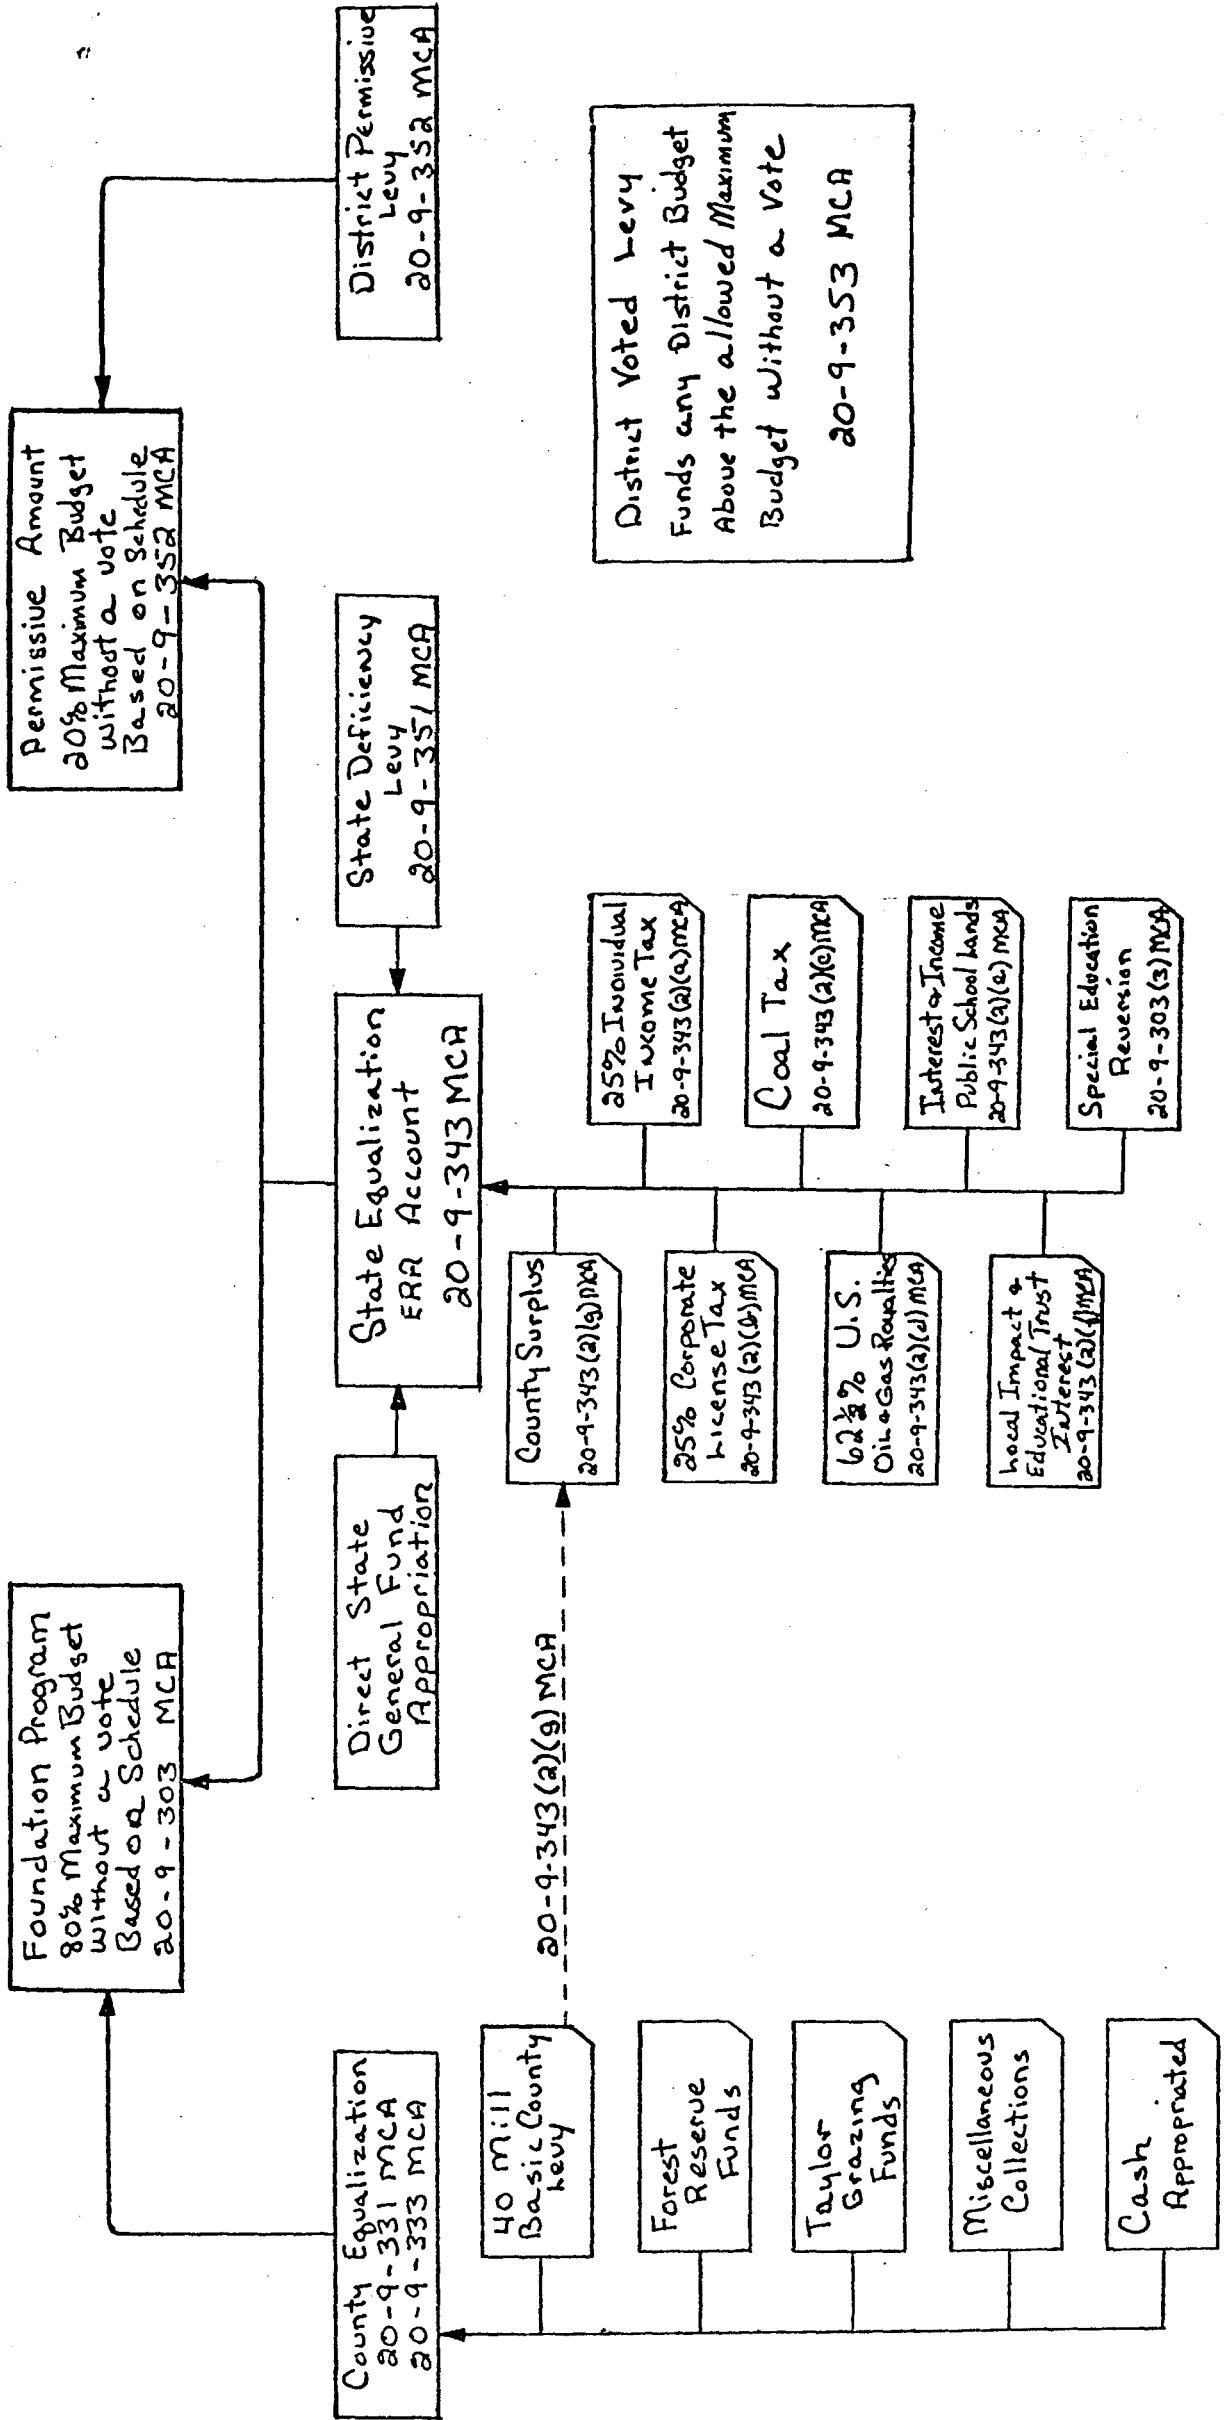 Foundation Program
80% Maximum Budget
without a vote
Based on a Schedule
20-9-303 MCA
Permissive Amount
20% Maximum Budget
without a vote
Based on Schedule
20-9-352 MCA
County Equalization
20-9-331 MCA
20-9-333 MCA
Direct State
General Fund
Appropriation
State Equalization
ERA Account
20-9-343 MCA
State Deficiency
Levy
20-9-351 MCA
District Permissive
Levy
20-9-352 MCA
40 Mill
Basic County
Levy
Forest
Reserve
Funds
Taylor
Grazing
Funds
Miscellaneous
Collections
Cash
Appropriated
20-9-343(2)(g) MCA
County Surplus
20-9-343(2)(g) MCA
25% Corporate
License Tax
20-9-343(2)(b) MCA
62½% U.S.
Oil & Gas Royalties
20-9-343(2)(d) MCA
Local Impact &
Educational Trust
Interest
20-9-343(2)(f) MCA
25% Individual
Income Tax
20-9-343(2)(a) MCA
Coal Tax
20-9-343(2)(c) MCA
Interest & Income
Public School Lands
20-9-343(2)(e) MCA
Special Education
Reversion
20-9-303(3) MCA
District Voted Levy
Funds any District Budget
Above the allowed Maximum
Budget Without a Vote
20-9-353 MCA